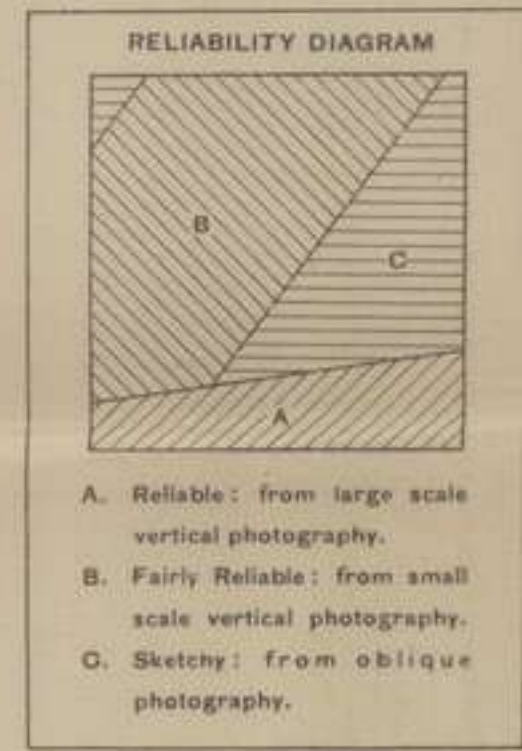 RELIABILITY DIAGRAM
B
C
A
A. Reliable: from large scale
vertical photography.
B. Fairly Reliable: from small
scale vertical photography.
C. Sketchy: from oblique
photography.